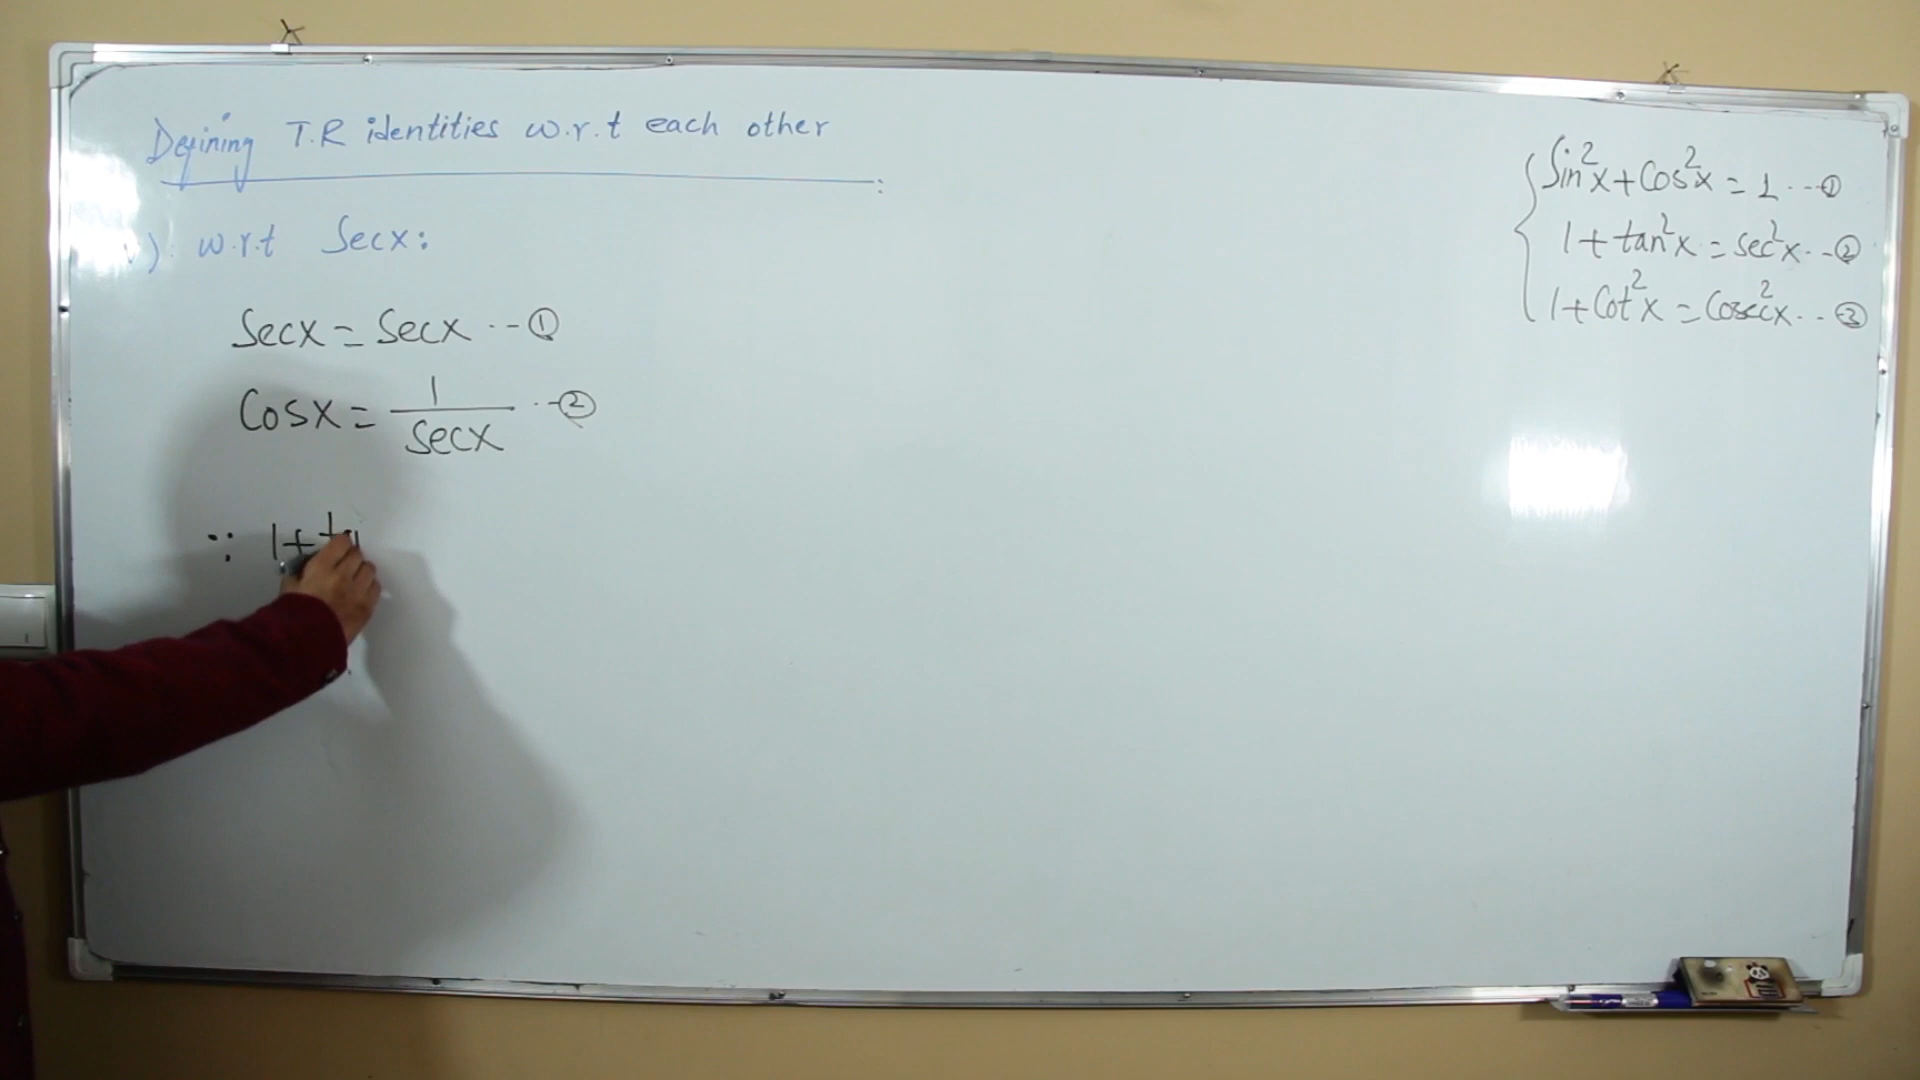 Defining T.R identities w.r.t each other :
). w.r.t Secx:
Secx = Secx ..-①
Cosx = 1/secx ..-②
∵ 1+ta
Sin²x+Cos²x = 1 ..-①
1+tan²x = sec²x ..-②
1+Cot²x = Cosec²x ..-③